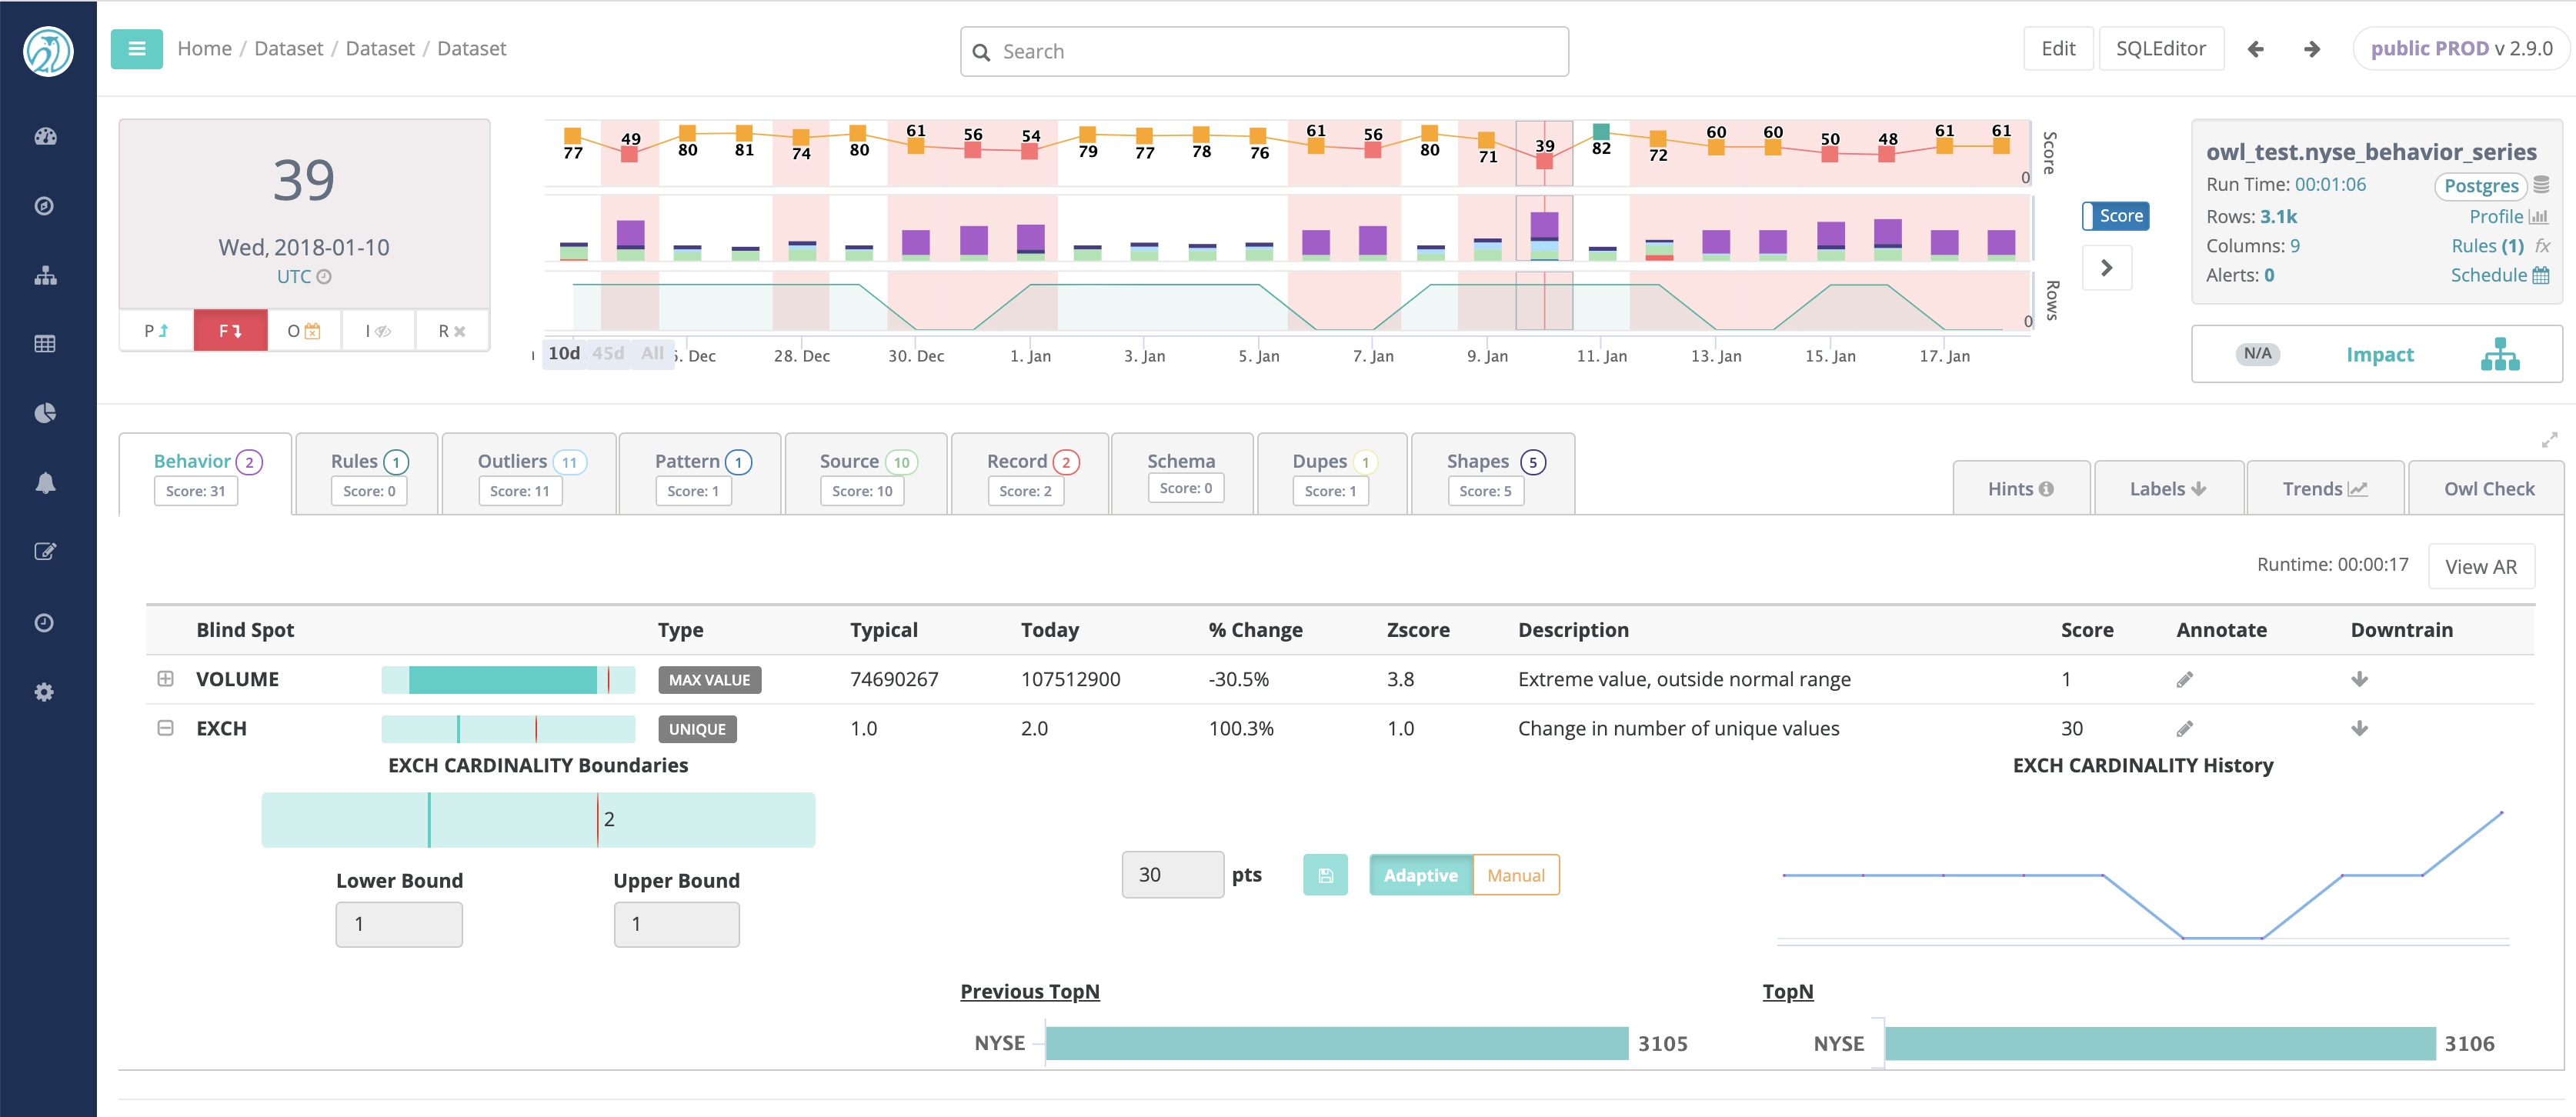 Home / Dataset / Dataset / Dataset
Search
Edit
SQLEditor
public PROD v 2.9.0
39
Wed, 2018-01-10
UTC
P
F
O
I
R
77 49 80 81 74 80 61 56 54 79 77 78 76 61 56 80 71 39 82 72 60 60 50 48 61 61
Score
0
Rows
0
10d 45d All
. Dec 28. Dec 30. Dec 1. Jan 3. Jan 5. Jan 7. Jan 9. Jan 11. Jan 13. Jan 15. Jan 17. Jan
Score
owl_test.nyse_behavior_series
Run Time: 00:01:06 Postgres
Rows: 3.1k Profile
Columns: 9 Rules (1) fx
Alerts: 0 Schedule
N/A Impact
Behavior 2
Score: 31
Rules 1
Score: 0
Outliers 11
Score: 11
Pattern 1
Score: 1
Source 10
Score: 10
Record 2
Score: 2
Schema
Score: 0
Dupes 1
Score: 1
Shapes 5
Score: 5
Hints
Labels
Trends
Owl Check
Runtime: 00:00:17 View AR
Blind Spot Type Typical Today % Change Zscore Description Score Annotate Downtrain
VOLUME MAX VALUE 74690267 107512900 -30.5% 3.8 Extreme value, outside normal range 1
EXCH UNIQUE 1.0 2.0 100.3% 1.0 Change in number of unique values 30
EXCH CARDINALITY Boundaries
2
Lower Bound Upper Bound
1 1
30 pts Adaptive Manual
EXCH CARDINALITY History
Previous TopN
NYSE 3105
TopN
NYSE 3106